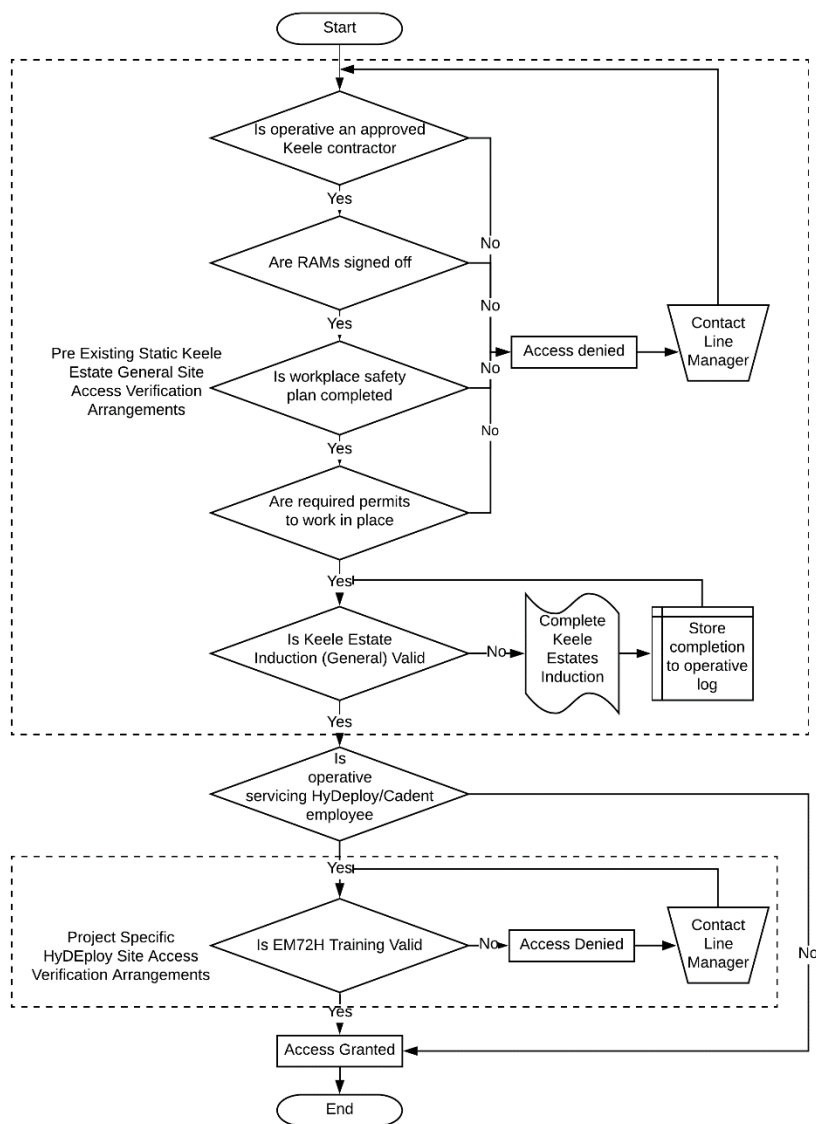 Start
Is operative an approved
Keele contractor
Yes
No
Are RAMs signed off
No
Yes
Contact
Line
Manager
Access denied
Pre Existing Static Keele
Estate General Site
Access Verification
Arrangements
Is workplace safety
plan completed
No
No
Yes
Are required permits
to work in place
Yes
Is Keele Estate
Induction (General) Valid
No
Complete
Keele
Estates
Induction
Store
completion
to operative
log
Yes
Is
operative
servicing HyDeploy/Cadent
employee
Yes
No
Project Specific
HyDEploy Site Access
Verification Arrangements
Is EM72H Training Valid
No
Access Denied
Contact
Line
Manager
Yes
Access Granted
End